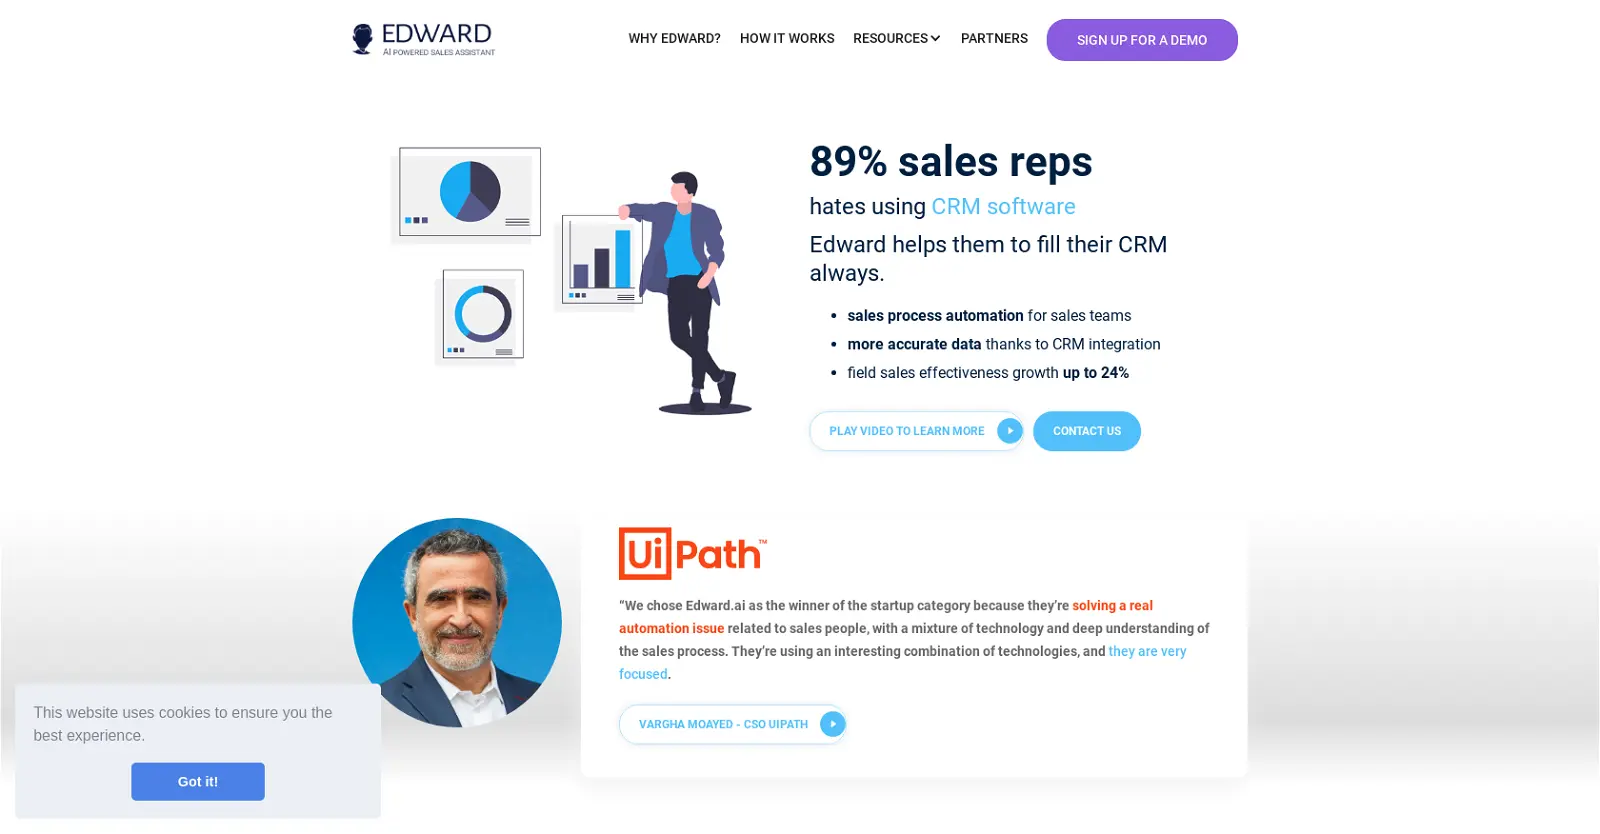 EDWARD
AI POWERED SALES ASSISTANT
WHY EDWARD?
HOW IT WORKS
RESOURCES
PARTNERS
SIGN UP FOR A DEMO
89% sales reps
hates using CRM software
Edward helps them to fill their CRM
always.
sales process automation for sales teams
more accurate data thanks to CRM integration
field sales effectiveness growth up to 24%
PLAY VIDEO TO LEARN MORE
CONTACT US
Ui Path™
“We chose Edward.ai as the winner of the startup category because they’re solving a real
automation issue related to sales people, with a mixture of technology and deep understanding of
the sales process. They’re using an interesting combination of technologies, and they are very
focused.
VARGHA MOAYED - CSO UIPATH
This website uses cookies to ensure you the
best experience.
Got it!